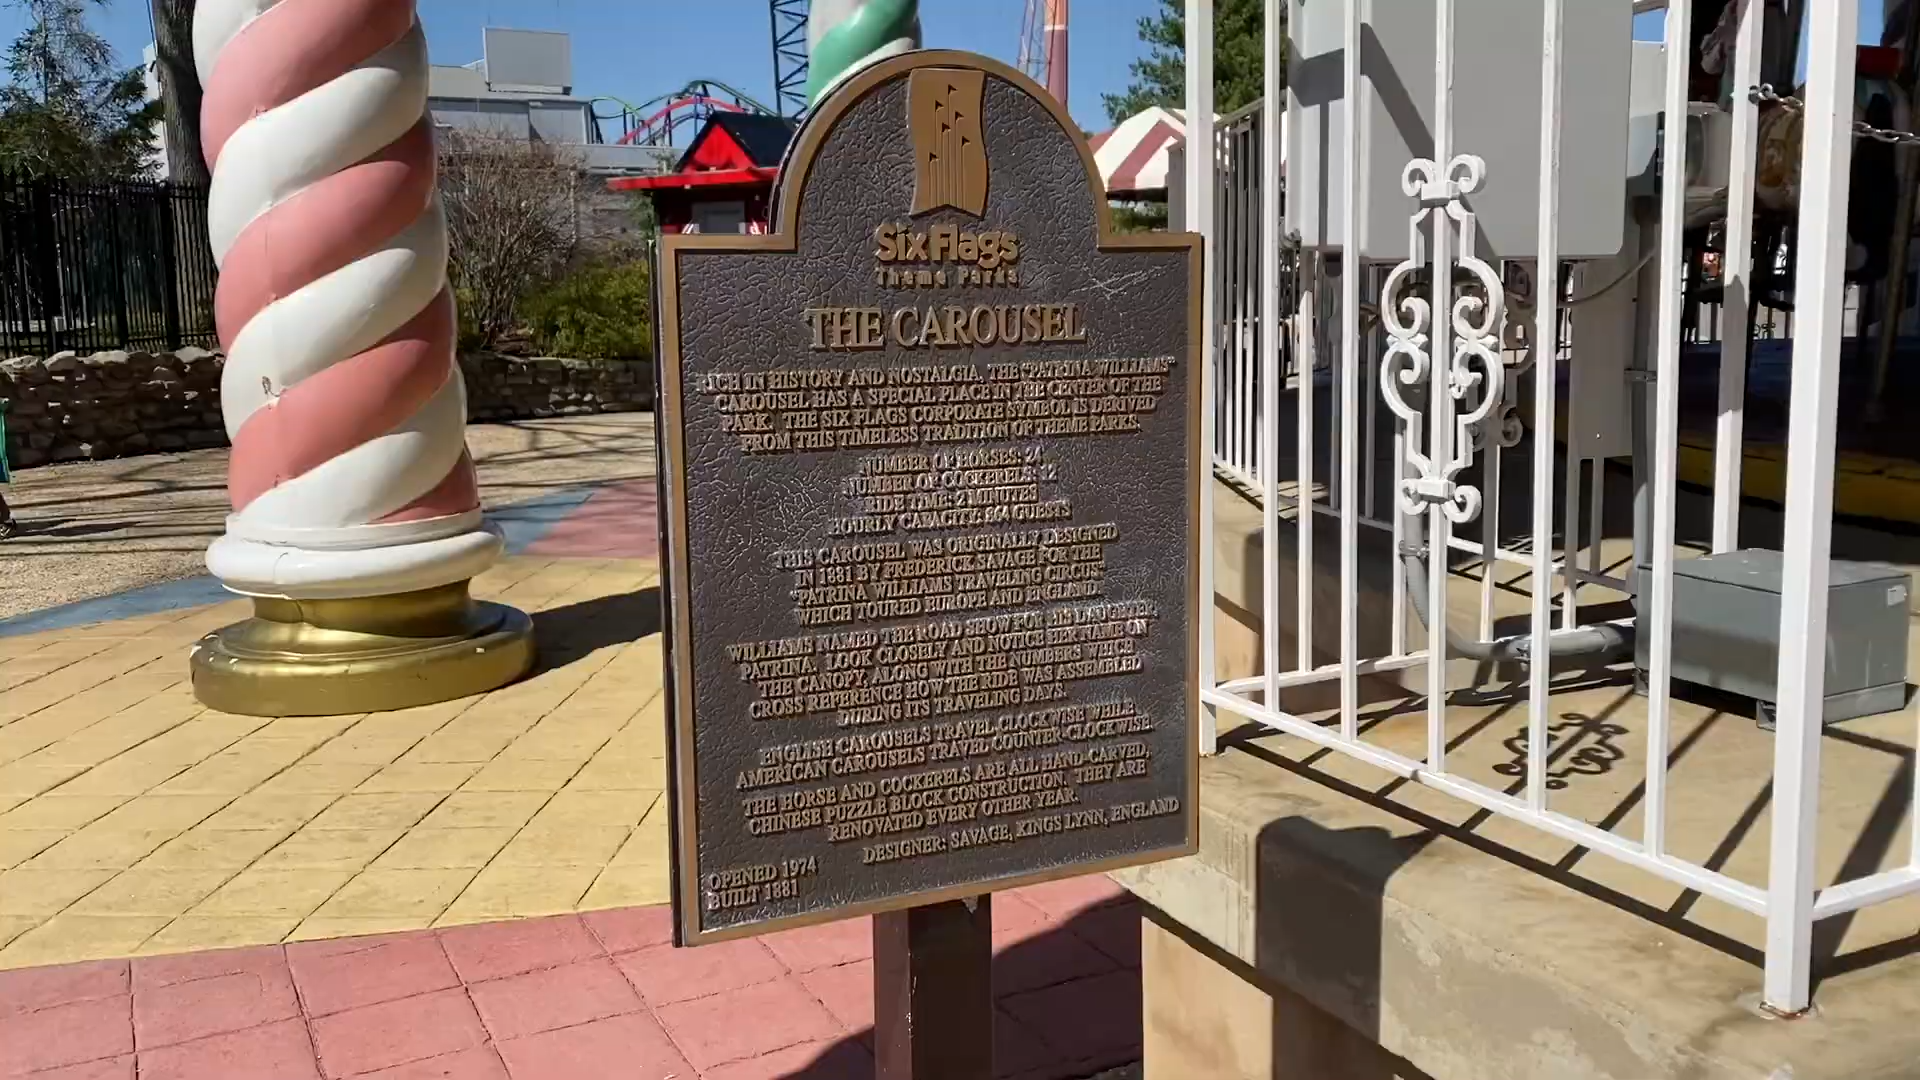 SixFlags
Theme Parks
THE CAROUSEL
RICH IN HISTORY AND NOSTALGIA, THE "PATRINA WILLIAMS"
CAROUSEL HAS A SPECIAL PLACE IN THE CENTER OF THE
PARK. THE SIX FLAGS CORPORATE SYMBOL IS DERIVED
FROM THIS TIMELESS TRADITION OF THEME PARKS.
NUMBER OF HORSES: 24
NUMBER OF COCKERELS: 12
RIDE TIME: 2 MINUTES
HOURLY CAPACITY: 864 GUESTS
THIS CAROUSEL WAS ORIGINALLY DESIGNED
IN 1881 BY FREDERICK SAVAGE FOR THE
"PATRINA WILLIAMS TRAVELING CIRCUS"
WHICH TOURED EUROPE AND ENGLAND.
WILLIAMS NAMED THE ROAD SHOW FOR HIS DAUGHTER,
PATRINA. LOOK CLOSELY AND NOTICE HER NAME ON
THE CANOPY, ALONG WITH THE NUMBERS WHICH
CROSS REFERENCE HOW THE RIDE WAS ASSEMBLED
DURING ITS TRAVELING DAYS.
ENGLISH CAROUSELS TRAVEL CLOCKWISE WHILE
AMERICAN CAROUSELS TRAVEL COUNTER-CLOCKWISE.
THE HORSE AND COCKERELS ARE ALL HAND-CARVED,
CHINESE PUZZLE BLOCK CONSTRUCTION. THEY ARE
RENOVATED EVERY OTHER YEAR.
DESIGNER: SAVAGE, KINGS LYNN, ENGLAND
OPENED 1974
BUILT 1881